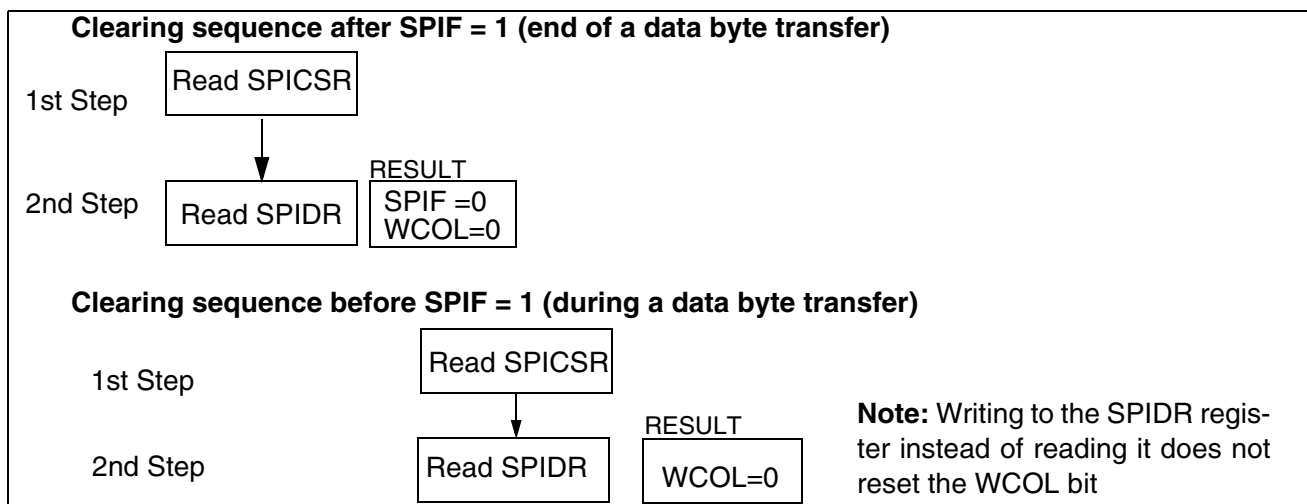 Clearing sequence after SPIF = 1 (end of a data byte transfer)
1st Step
Read SPICSR
2nd Step
Read SPIDR
RESULT
SPIF =0
WCOL=0
Clearing sequence before SPIF = 1 (during a data byte transfer)
1st Step
Read SPICSR
2nd Step
Read SPIDR
RESULT
WCOL=0
Note: Writing to the SPIDR regis-
ter instead of reading it does not
reset the WCOL bit